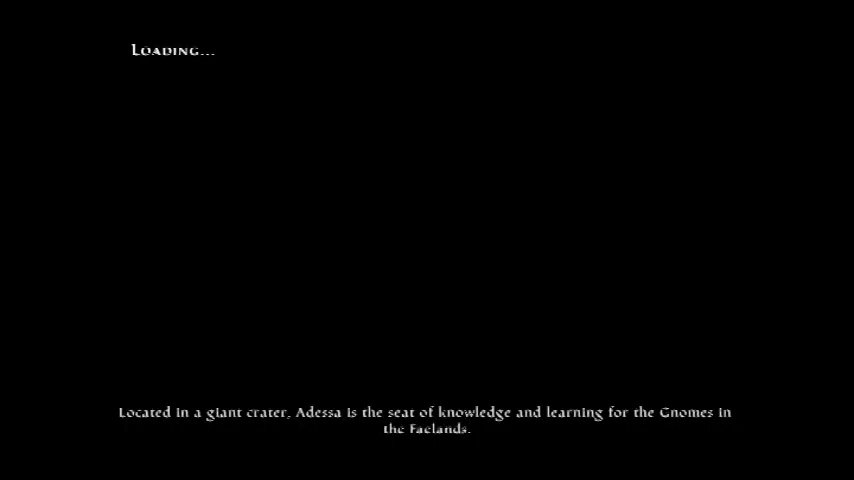 Loading...
Located in a giant crater, Adessa is the seat of knowledge and learning for the Gnomes in
the Faelands.